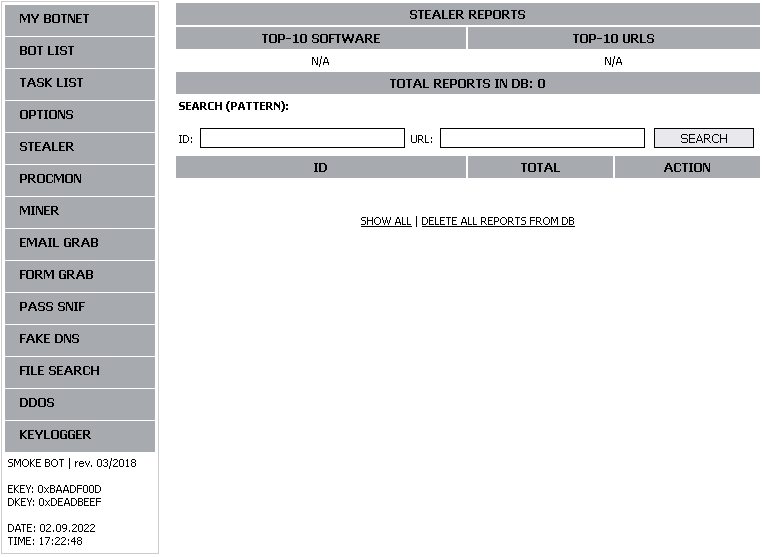 MY BOTNET
BOT LIST
TASK LIST
OPTIONS
STEALER
PROCMON
MINER
EMAIL GRAB
FORM GRAB
PASS SNIF
FAKE DNS
FILE SEARCH
DDOS
KEYLOGGER
SMOKE BOT | rev. 03/2018
EKEY: 0xBAADF00D
DKEY: 0xDEADBEEF
DATE: 02.09.2022
TIME: 17:22:48
STEALER REPORTS
TOP-10 SOFTWARE TOP-10 URLS
N/A N/A
TOTAL REPORTS IN DB: 0
SEARCH (PATTERN):
ID: URL: SEARCH
ID TOTAL ACTION
SHOW ALL | DELETE ALL REPORTS FROM DB